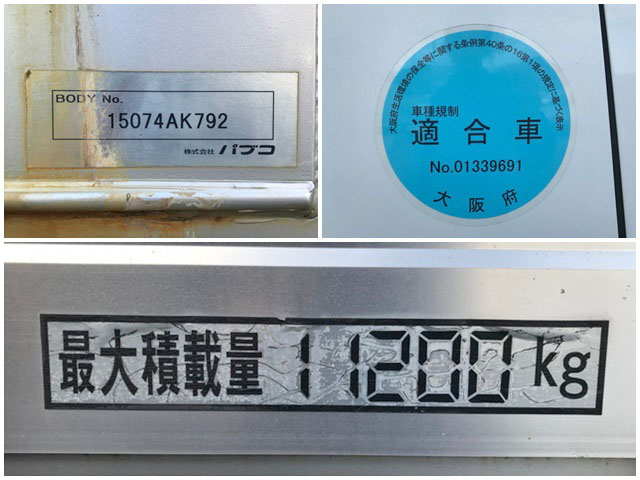 BODY No.
15074AK792
株式会社 パブコ
大阪府生活環境の保全等に関する条例第40条の16第1項の規定に基づく表示
車種規制
適合車
No.01339691
大阪府
最大積載量 11200kg